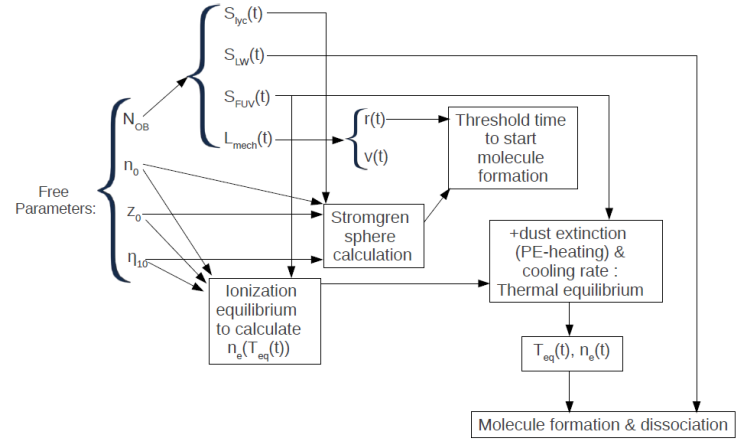 S_lyc(t)
S_LW(t)
S_FUV(t)
L_mech(t)
r(t)
v(t)
Threshold time
to start
molecule
formation
N_OB
n_0
z_0
η_10
Free
Parameters:
Stromgren
sphere
calculation
Ionization
equilibrium
to calculate
n_e(T_eq(t))
+dust extinction
(PE-heating) &
cooling rate :
Thermal equilibrium
T_eq(t), n_e(t)
Molecule formation & dissociation